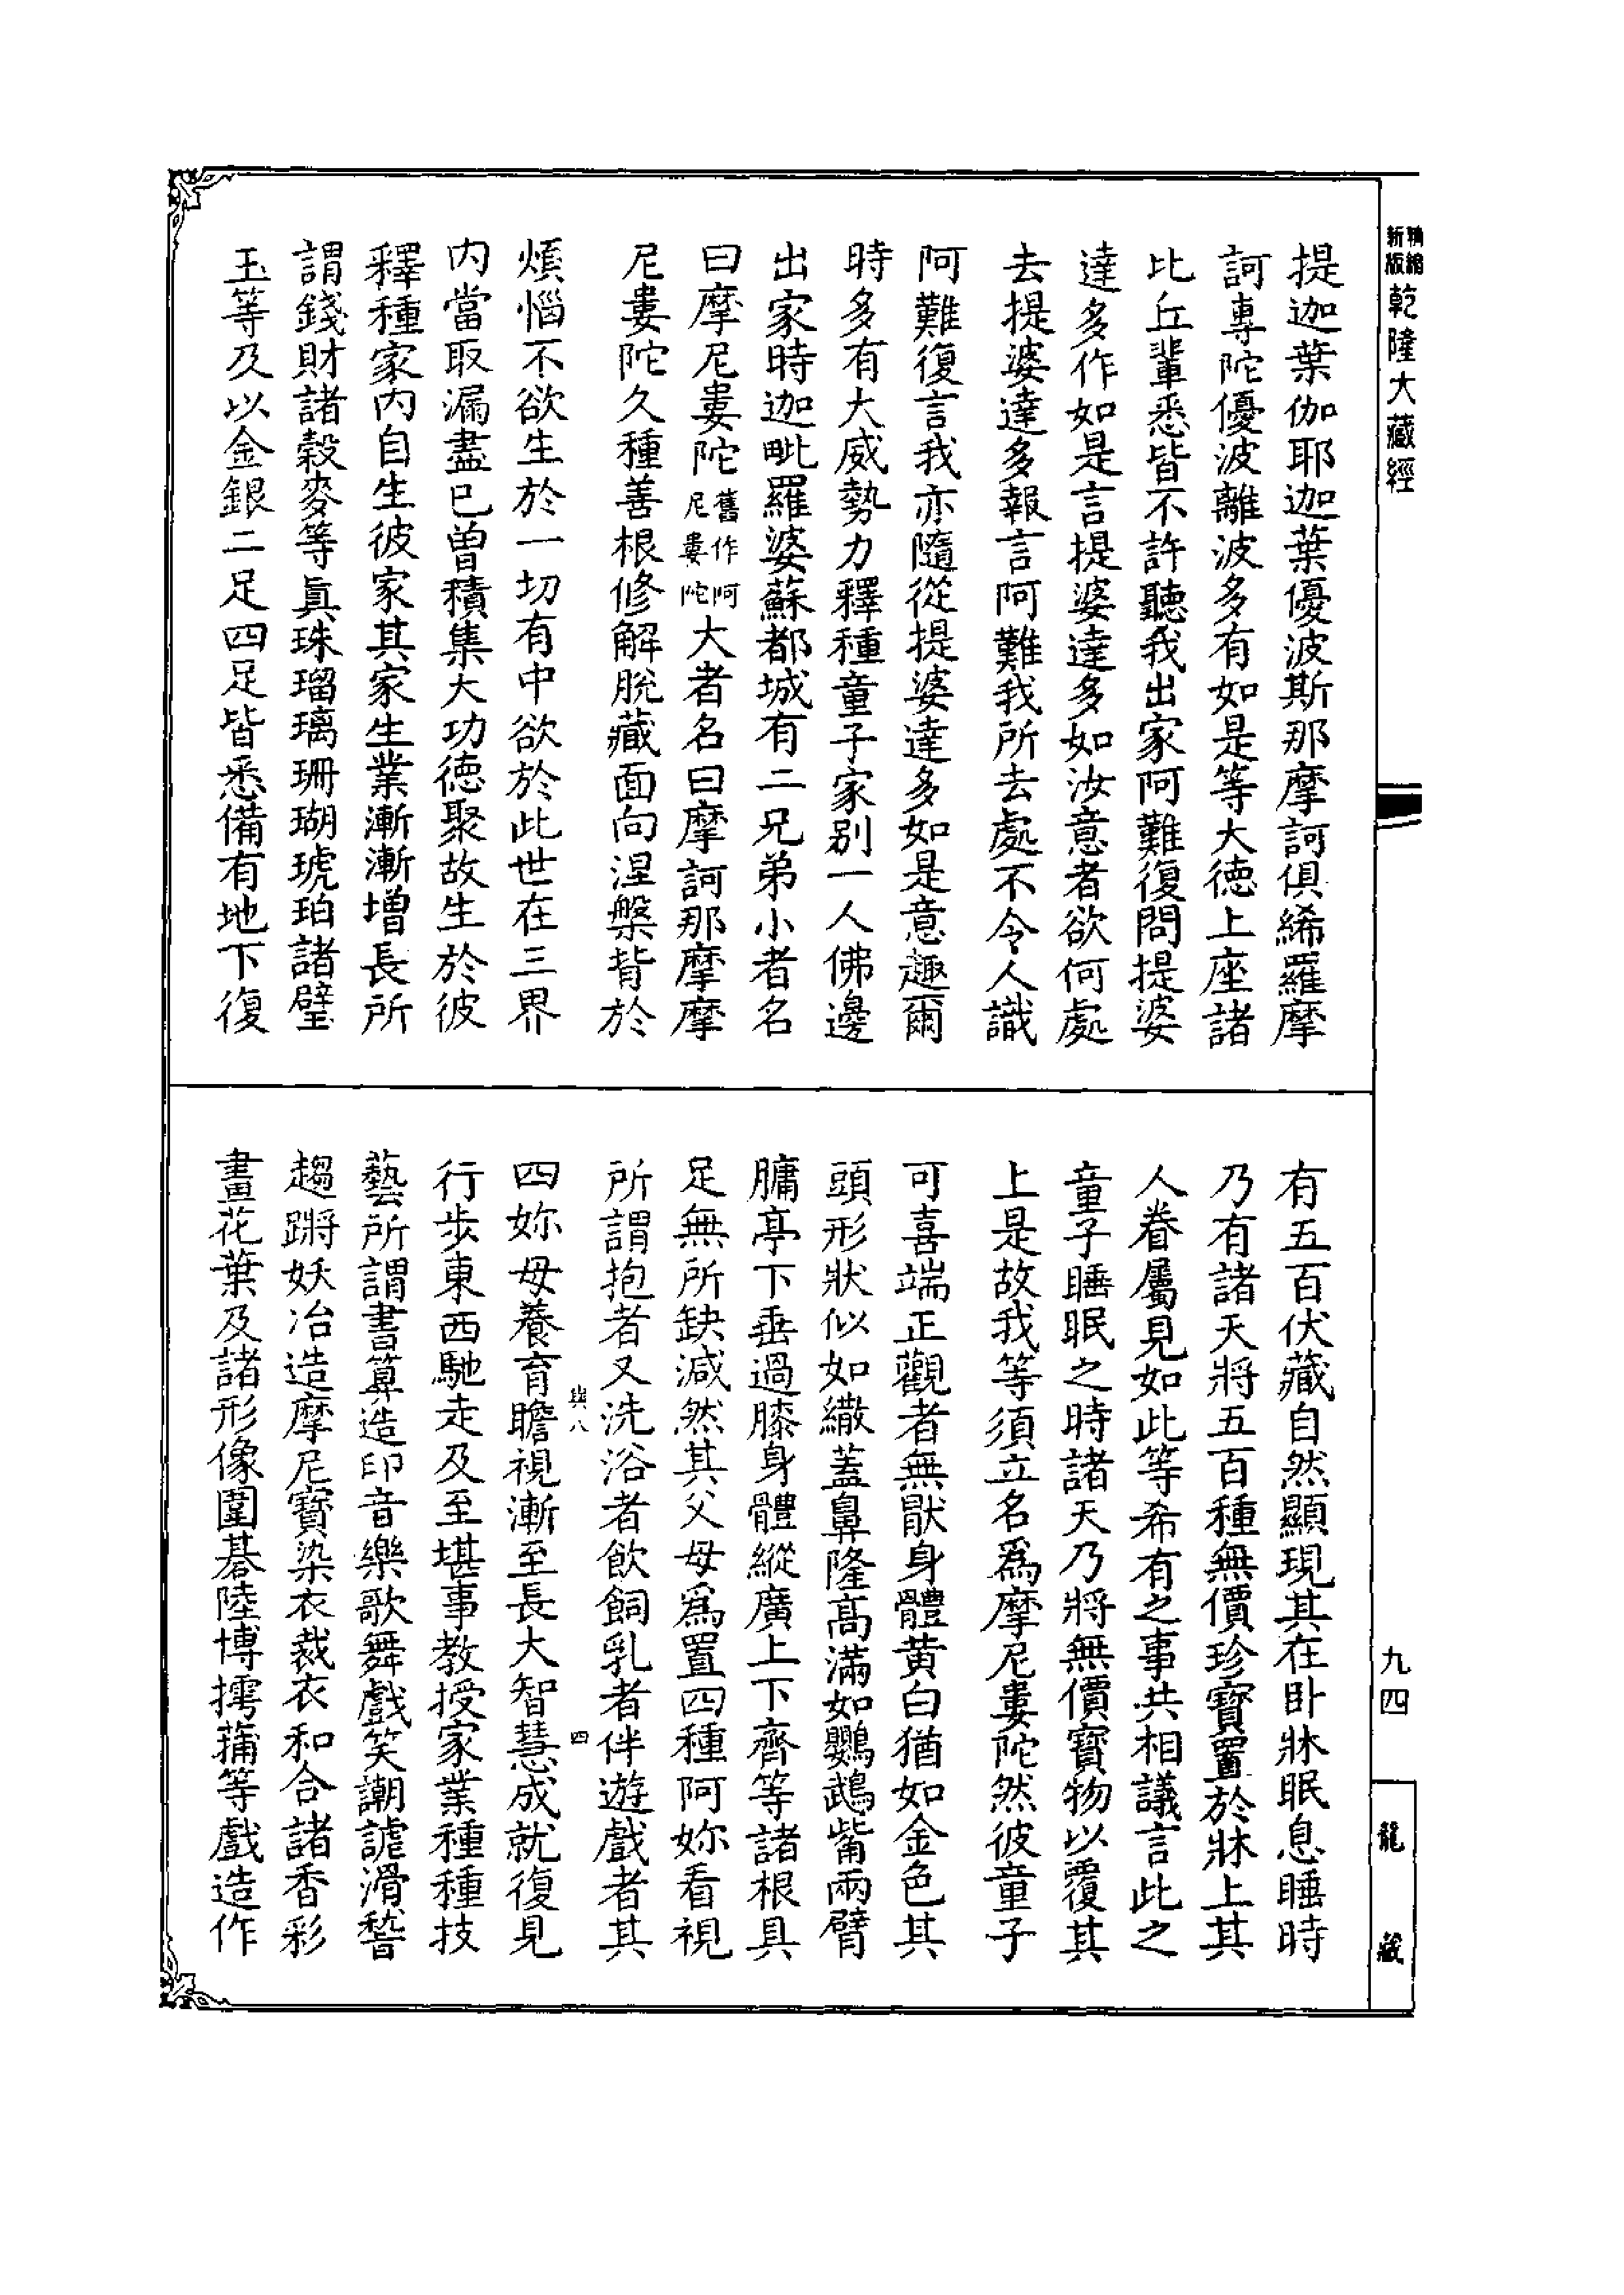 精縮
新版
乾隆大藏經
提迦葉伽耶迦葉優波斯那摩訶俱絺羅摩
訶專陀優波離波多有如是等大德上座諸
比丘輩悉皆不許聽我出家阿難復問提婆
達多作如是言提婆達多如汝意者欲何處
去提婆達多報言阿難我所去處不令人識
阿難復言我亦隨從提婆達多如是意趣爾
時多有大威勢力釋種童子家別一人佛邊
出家時迦毗羅婆蘇都城有二兄弟小者名
曰摩尼婁陀舊作阿尼婁陀大者名曰摩訶那摩摩
尼婁陀久種善根修解脫藏面向涅槃背於
煩惱不欲生於一切有中欲於此世在三界
內當取漏盡已曾積集大功德聚故生於彼
釋種家內自生彼家其家生業漸漸增長所
謂錢財諸穀麥等真珠瑠璃珊瑚琥珀諸璧
玉等及以金銀二足四足皆悉備有地下復
有五百伏藏自然顯現其在卧牀眠息睡時
乃有諸天將五百種無價珍寶置於牀上其
人眷屬見如此等希有之事共相議言此之
童子睡眠之時諸天乃將無價寶物以覆其
上是故我等須立名爲摩尼婁陀然彼童子
可喜端正觀者無猒身體黃白猶如金色其
頭形狀似如繖蓋鼻隆高滿如鸚鵡觜兩臂
𦟛亭下垂過膝身體縱廣上下齊等諸根具
足無所缺減然其父母爲置四種阿妳看視
所謂抱者又洗浴者飲飼乳者伴遊戲者其
與八
四
四妳母養育瞻視漸至長大智慧成就復見
行步東西馳走及至堪事教授家業種種技
藝所謂書算造印音樂歌舞戲笑謿謔滑稽
趨蹡妖冶造摩尼寶染衣裁衣和合諸香彩
畫花葉及諸形像圍碁陸博摴蒱等戲造作
九四
龍藏